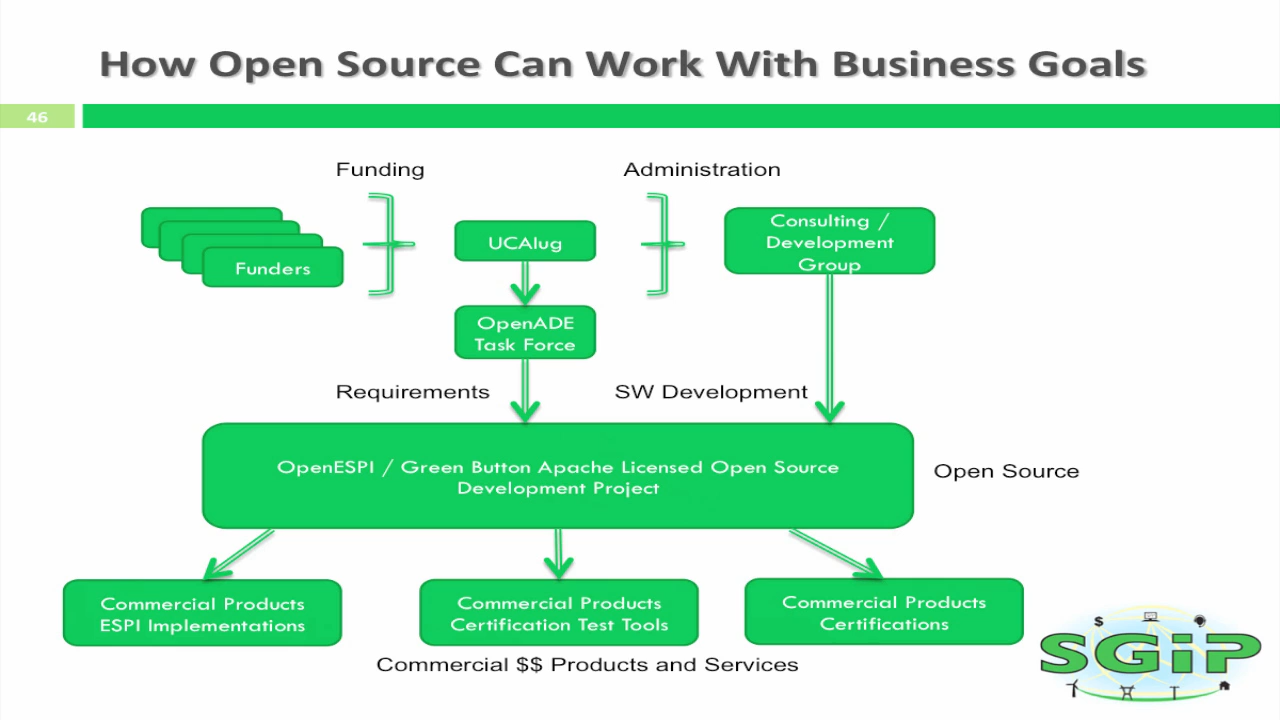 How Open Source Can Work With Business Goals
46
Funding
Administration
Funders
UCAIug
Consulting /
Development
Group
OpenADE
Task Force
Requirements
SW Development
OpenESPI / Green Button Apache Licensed Open Source
Development Project
Open Source
Commercial Products
ESPI Implementations
Commercial Products
Certification Test Tools
Commercial Products
Certifications
Commercial $$ Products and Services
$
SGiP